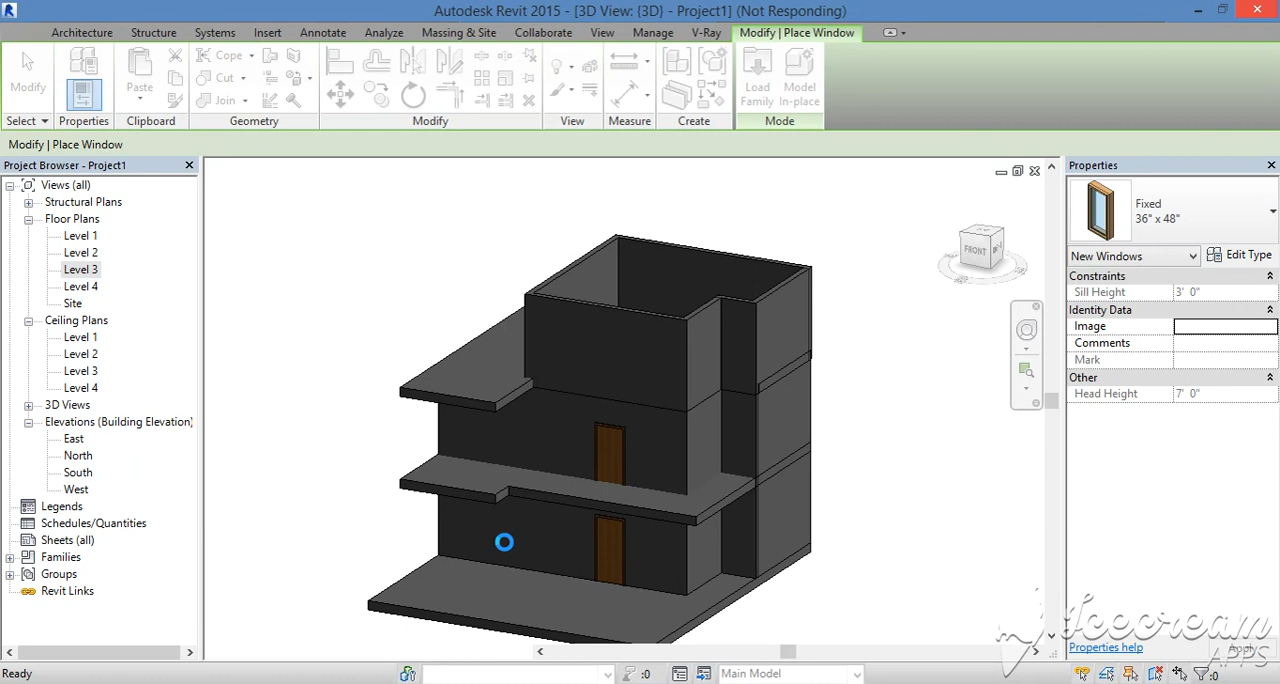 Autodesk Revit 2015 - [3D View: {3D} - Project1] (Not Responding)
Architecture Structure Systems Insert Annotate Analyze Massing & Site Collaborate View Manage V-Ray Modify | Place Window
Modify Paste Cope Cut Join Load Family Model In-place
Select Properties Clipboard Geometry Modify View Measure Create Mode
Modify | Place Window
Project Browser - Project1
Views (all)
Structural Plans
Floor Plans
Level 1
Level 2
Level 3
Level 4
Site
Ceiling Plans
Level 1
Level 2
Level 3
Level 4
3D Views
Elevations (Building Elevation)
East
North
South
West
Legends
Schedules/Quantities
Sheets (all)
Families
Groups
Revit Links
FRONT
Properties
Fixed
36" x 48"
New Windows Edit Type
Constraints
Sill Height 3' 0"
Identity Data
Image
Comments
Mark
Other
Head Height 7' 0"
Properties help Apply
Icecream
APPS
Ready :0 Main Model :0